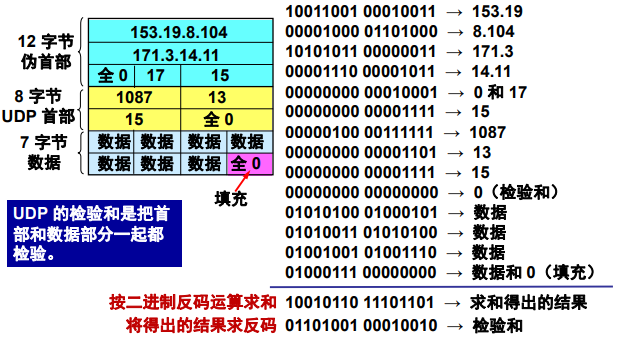 12 字节
伪首部
153.19.8.104
171.3.14.11
全 0 17 15
8 字节
UDP 首部
1087 13
15 全 0
7 字节
数据
数据 数据 数据 数据
数据 数据 数据 全 0
填充
UDP 的检验和是把首
部和数据部分一起都
检验。
10011001 00010011 → 153.19
00001000 01101000 → 8.104
10101011 00000011 → 171.3
00001110 00001011 → 14.11
00000000 00010001 → 0 和 17
00000000 00001111 → 15
00000100 00111111 → 1087
00000000 00001101 → 13
00000000 00001111 → 15
00000000 00000000 → 0（检验和）
01010100 01000101 → 数据
01010011 01010100 → 数据
01001001 01001110 → 数据
01000111 00000000 → 数据和 0（填充）
按二进制反码运算求和 10010110 11101101 → 求和得出的结果
将得出的结果求反码 01101001 00010010 → 检验和